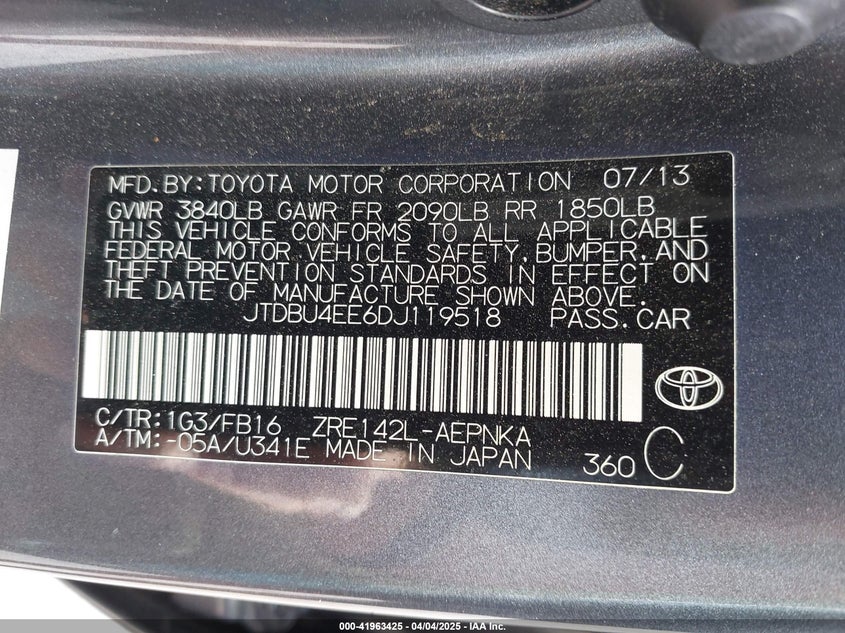 MFD.BY:TOYOTA MOTOR CORPORATION 07/13
GVWR 3840LB GAWR FR 2090LB RR 1850LB
THIS VEHICLE CONFORMS TO ALL APPLICABLE
FEDERAL MOTOR VEHICLE SAFETY,BUMPER,AND
THEFT PREVENTION STANDARDS IN EFFECT ON
THE DATE OF MANUFACTURE SHOWN ABOVE.
JTDBU4EE6DJ119518 PASS.CAR
C/TR:1G3/FB16 ZRE142L-AEPNKA
A/TM:-05A/U341E MADE IN JAPAN 360 C
000-41963425 - 04/04/2025 - IAA Inc.